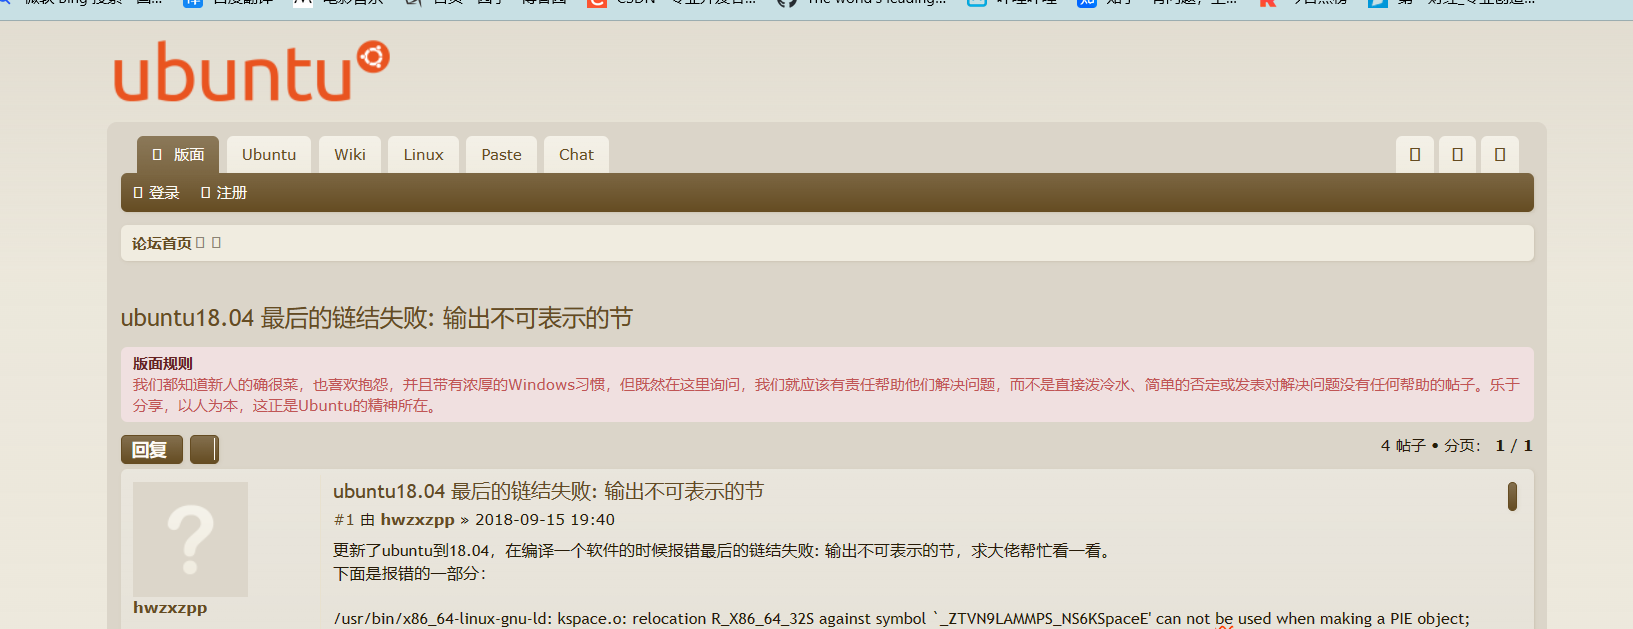 ubuntu
版面 Ubuntu Wiki Linux Paste Chat
登录 注册
论坛首页
ubuntu18.04 最后的链结失败: 输出不可表示的节
版面规则
我们都知道新人的确很菜，也喜欢抱怨，并且带有浓厚的Windows习惯，但既然在这里询问，我们就应该有责任帮助他们解决问题，而不是直接泼冷水、简单的否定或发表对解决问题没有任何帮助的帖子。乐于
分享，以人为本，这正是Ubuntu的精神所在。
回复 4 帖子 • 分页: 1 / 1
ubuntu18.04 最后的链结失败: 输出不可表示的节
#1 由 hwzxzpp » 2018-09-15 19:40
更新了ubuntu到18.04，在编译一个软件的时候报错最后的链结失败: 输出不可表示的节，求大佬帮忙看一看。
下面是报错的一部分：
hwzxzpp
/usr/bin/x86_64-linux-gnu-ld: kspace.o: relocation R_X86_64_32S against symbol `_ZTVN9LAMMPS_NS6KSpaceE' can not be used when making a PIE object;